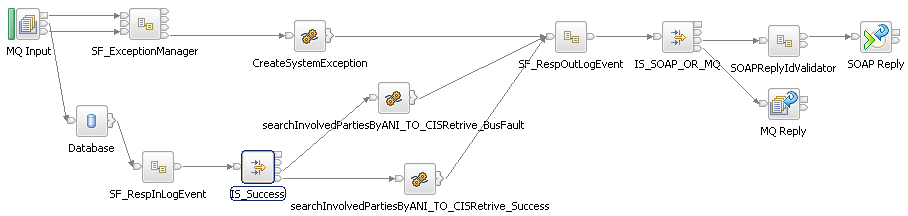 MQ Input
SF_ExceptionManager
CreateSystemException
SF_RespOutLogEvent
IS_SOAP_OR_MQ
SOAPReplyIdValidator
SOAP Reply
searchInvolvedPartiesByANI_TO_CISRetrive_BusFault
MQ Reply
Database
SF_RespInLogEvent
IS_Success
searchInvolvedPartiesByANI_TO_CISRetrive_Success